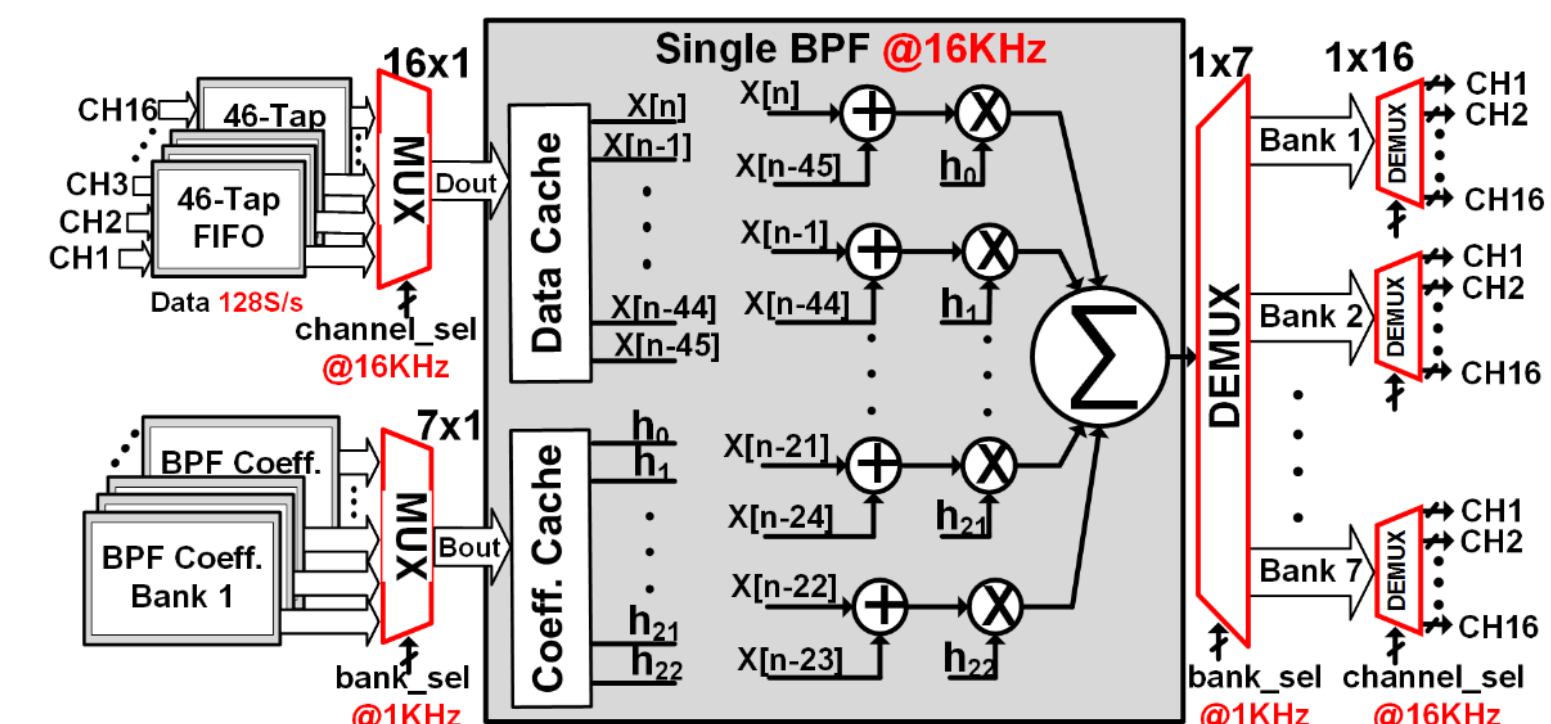 16x1
Single BPF @16KHz
1x7
1x16
CH16
CH3
CH2
CH1
46-Tap
46-Tap
FIFO
Data 128S/s
MUX
channel_sel
@16KHz
Dout
Data Cache
X[n]
X[n-1]
X[n-44]
X[n-45]
BPF Coeff.
BPF Coeff.
Bank 1
7x1
MUX
bank_sel
@1KHz
Bout
Coeff. Cache
h0
h1
h21
h22
X[n]
+
X
X[n-45]
h0
X[n-1]
+
X
X[n-44]
h1
X[n-21]
+
X
X[n-24]
h21
X[n-22]
+
X
X[n-23]
h22
Σ
DEMUX
bank_sel
@1KHz
Bank 1
DEMUX
CH1
CH2
CH16
Bank 2
DEMUX
CH1
CH2
CH16
Bank 7
DEMUX
CH1
CH2
CH16
channel_sel
@16KHz